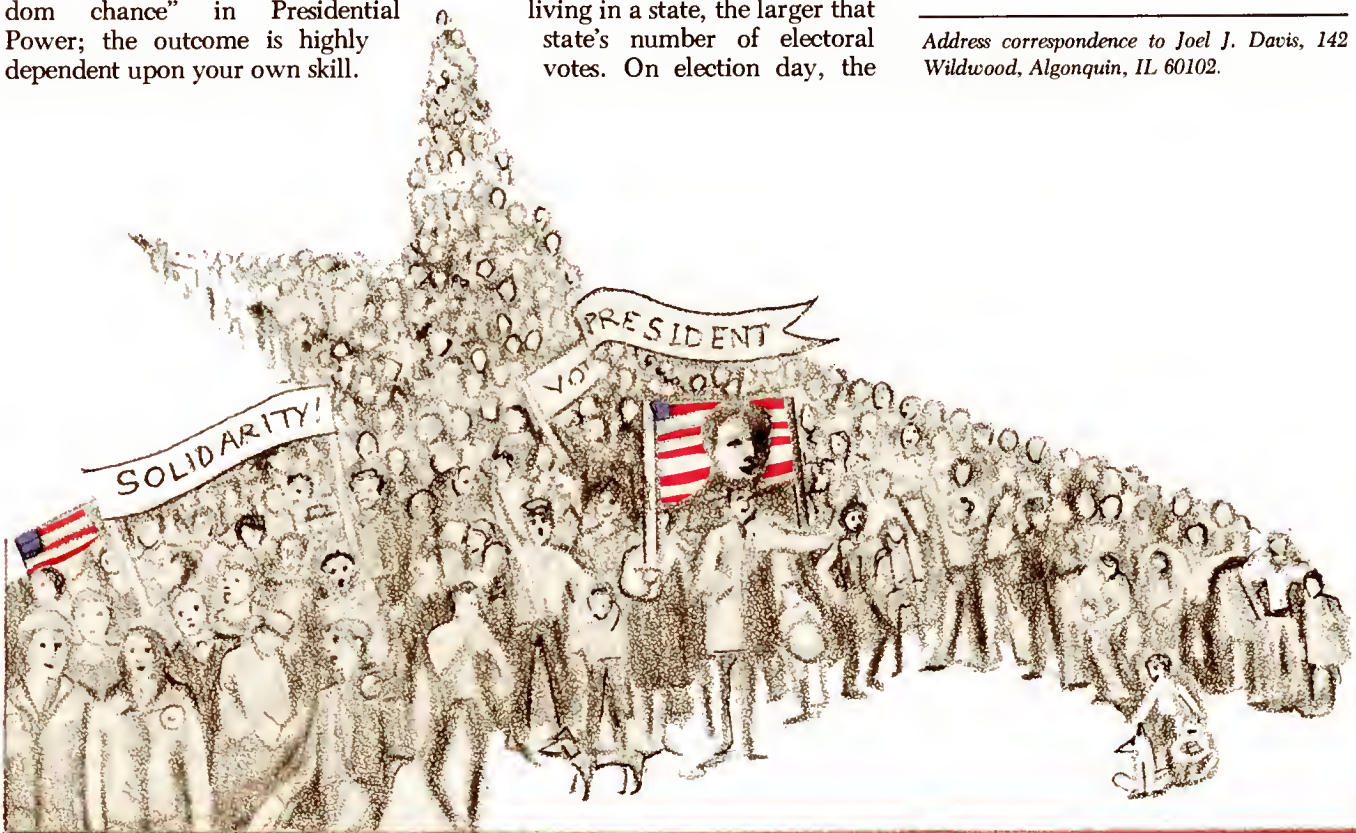 dom chance” in Presidential
Power; the outcome is highly
dependent upon your own skill.
living in a state, the larger that
state’s number of electoral
votes. On election day, the
Address correspondence to Joel J. Davis, 142
Wildwood, Algonquin, IL 60102.
PRESIDENT
VOT
SOLIDARITY!